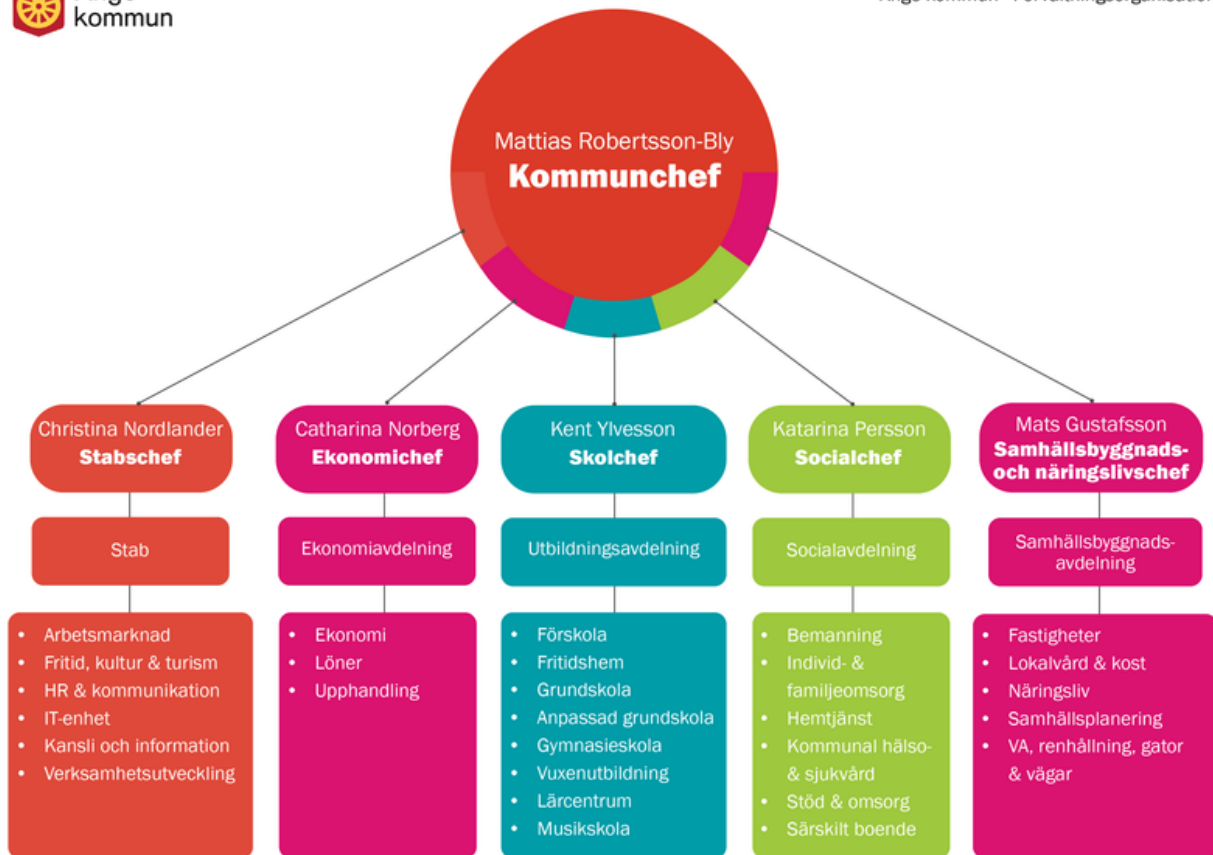 kommun
Mattias Robertsson-Bly
Kommunchef
Christina Nordlander
Stabschef
Catharina Norberg
Ekonomichef
Kent Ylvesson
Skolchef
Katarina Persson
Socialchef
Mats Gustafsson
Samhällsbyggnads-
och näringslivschef
Stab
Ekonomiavdelning
Utbildningsavdelning
Socialavdelning
Samhällsbyggnads-
avdelning
• Arbetsmarknad
• Fritid, kultur & turism
• HR & kommunikation
• IT-enhet
• Kansli och information
• Verksamhetsutveckling
• Ekonomi
• Löner
• Upphandling
• Förskola
• Fritidshem
• Grundskola
• Anpassad grundskola
• Gymnasieskola
• Vuxenutbildning
• Lärcentrum
• Musikskola
• Bemanning
• Individ- &
familjeomsorg
• Hemtjänst
• Kommunal hälso-
& sjukvård
• Stöd & omsorg
• Särskilt boende
• Fastigheter
• Lokalvård & kost
• Näringsliv
• Samhällsplanering
• VA, renhållning, gator
& vägar